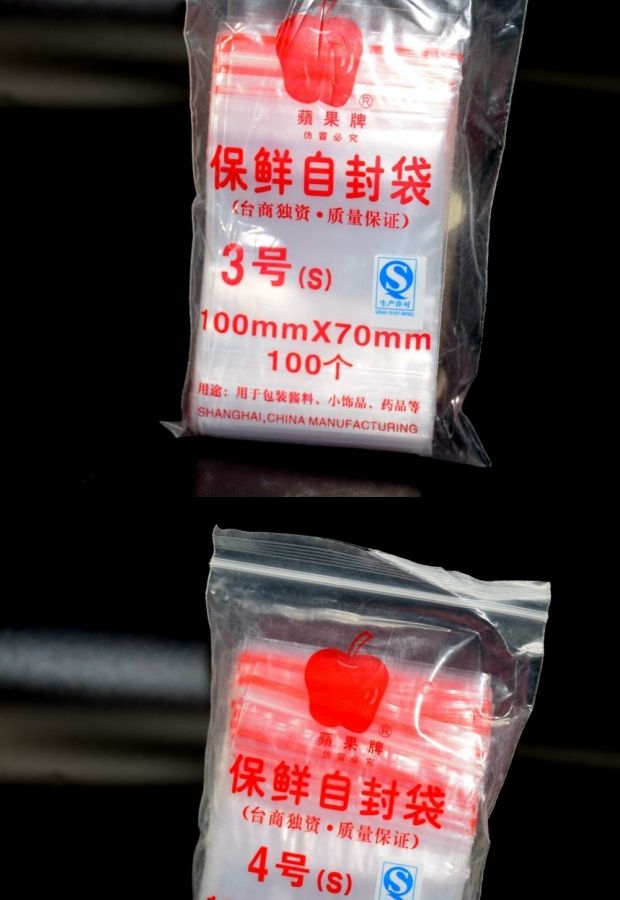 ®
蘋果牌
仿冒必究
保鲜自封袋
(台商独资·质量保证)
3号(S)
生产许可
100mmX70mm
100个
用途：用于包装酱料、小饰品、药品等
SHANGHAI,CHINA MANUFACTURING
®
蘋果牌
仿冒必究
保鲜自封袋
(台商独资·质量保证)
4号(S)